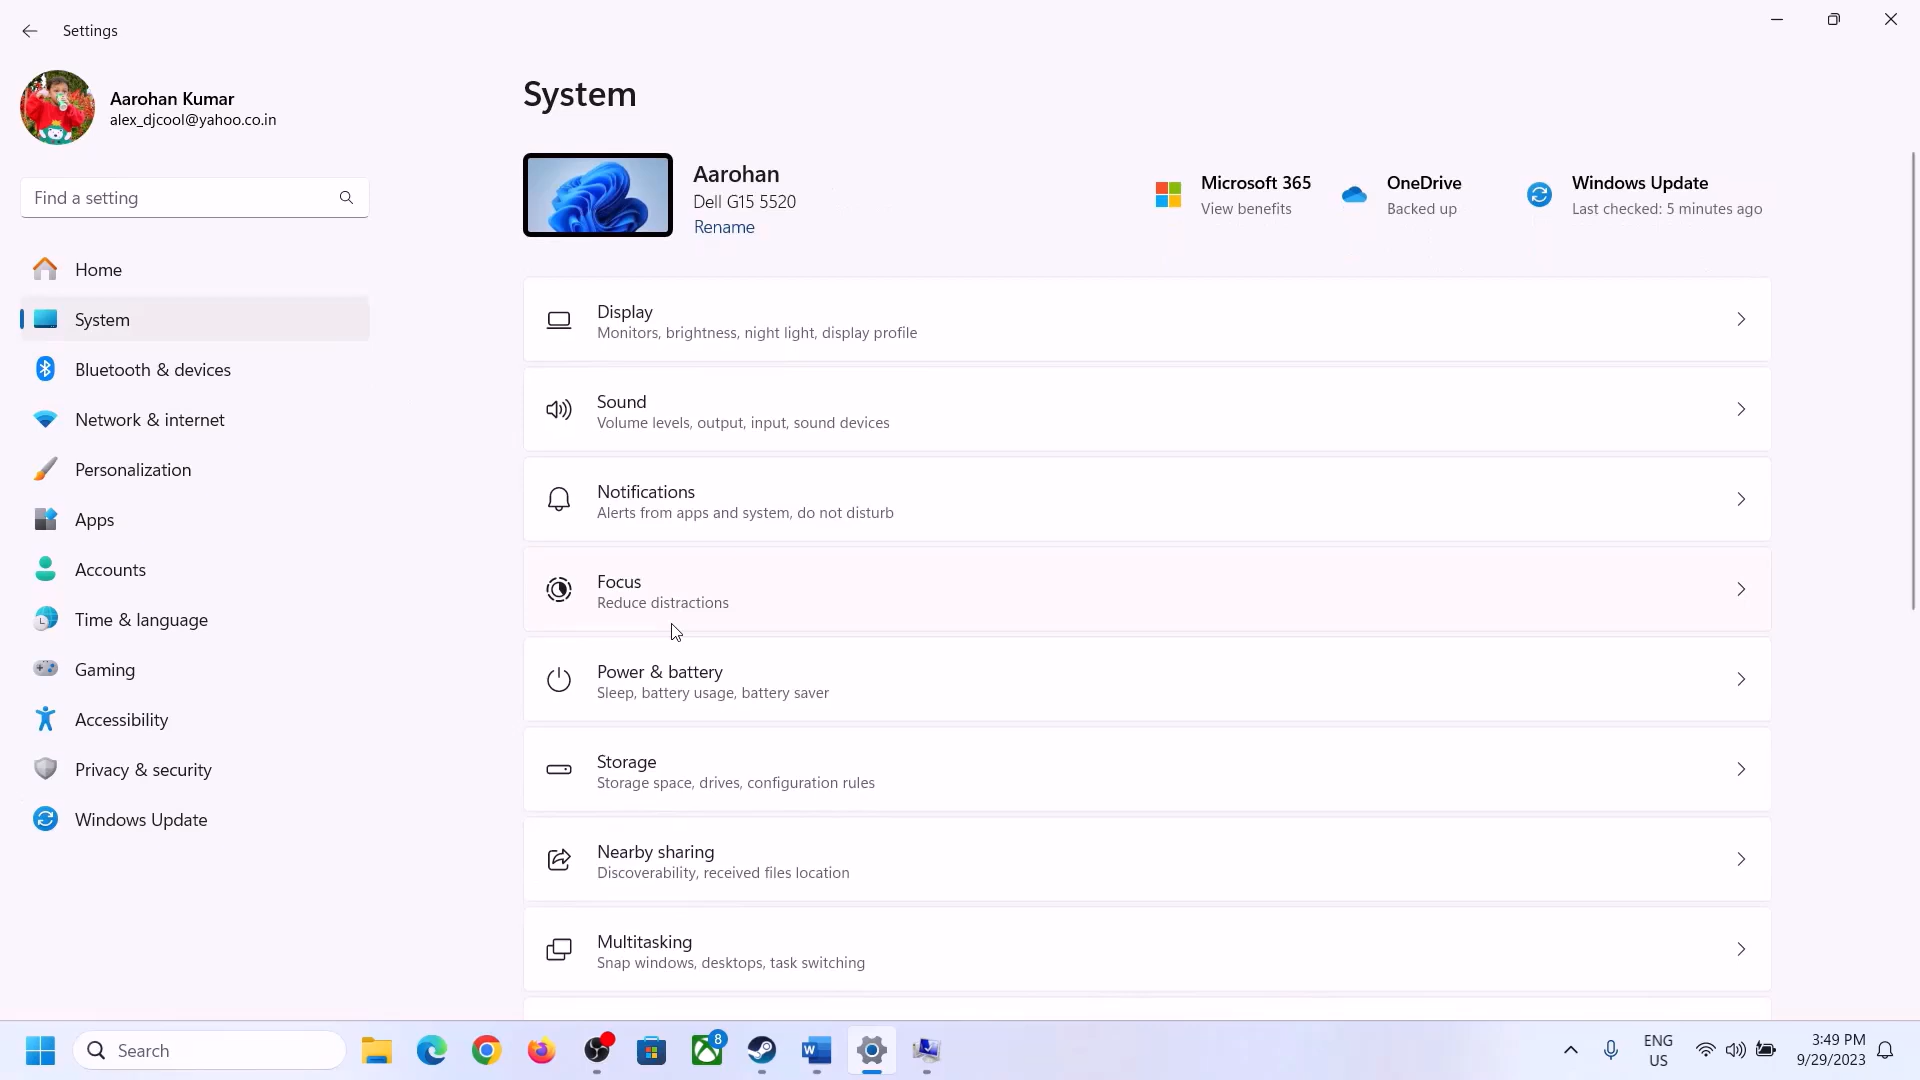 Settings
Aarohan Kumar
alex_djcool@yahoo.co.in
Find a setting
Home
System
Bluetooth & devices
Network & internet
Personalization
Apps
Accounts
Time & language
Gaming
Accessibility
Privacy & security
Windows Update
System
Aarohan
Dell G15 5520
Rename
Microsoft 365
View benefits
OneDrive
Backed up
Windows Update
Last checked: 5 minutes ago
Display
Monitors, brightness, night light, display profile
Sound
Volume levels, output, input, sound devices
Notifications
Alerts from apps and system, do not disturb
Focus
Reduce distractions
Power & battery
Sleep, battery usage, battery saver
Storage
Storage space, drives, configuration rules
Nearby sharing
Discoverability, received files location
Multitasking
Snap windows, desktops, task switching
Search
8
W
ENG
US
3:49 PM
9/29/2023